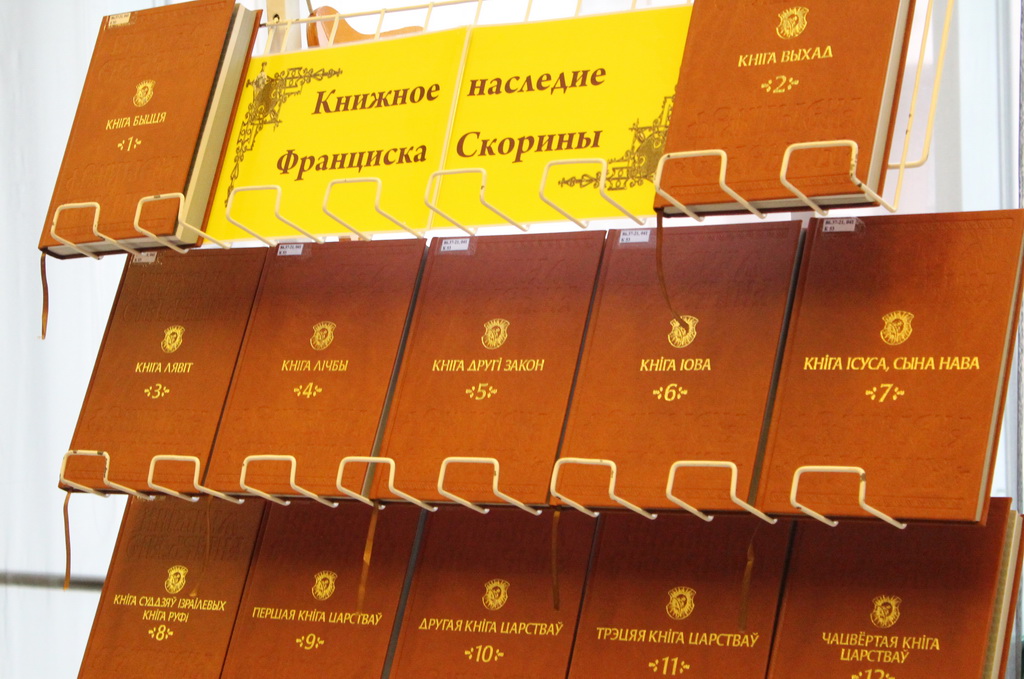 КНІГА БЫЦЦЯ
1
Книжное наследие
Франциска Скорины
КНІГА ВЫХАД
2
КНІГА ЛЯВІТ
3
КНІГА ЛІЧБЫ
4
КНІГА ДРУГІ ЗАКОН
5
КНІГА ІОВА
6
КНІГА ІСУСА, СЫНА НАВА
7
КНІГА СУДДЗЯЎ ІЗРАІЛЕВЫХ
КНІГА РУФІ
8
ПЕРШАЯ КНІГА ЦАРСТВАЎ
9
ДРУГАЯ КНІГА ЦАРСТВАЎ
10
ТРЭЦЯЯ КНІГА ЦАРСТВАЎ
11
ЧАЦВЁРТАЯ КНІГА
ЦАРСТВАЎ
12